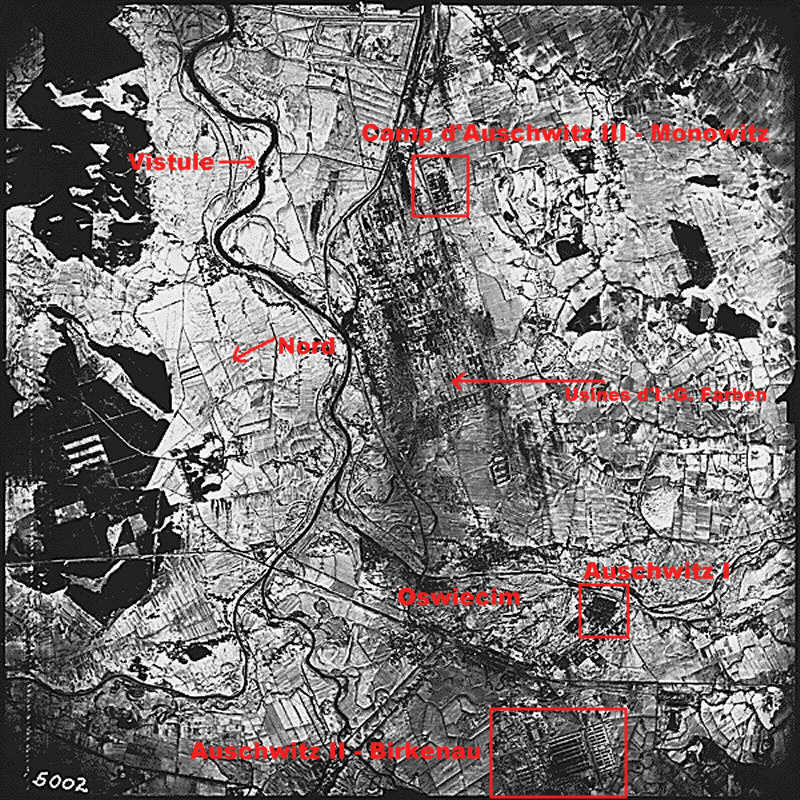 Camp d'Auschwitz III - Monowitz
Vistule
Nord
Usines d'I.-G. Farben
Auschwitz I
Oswiecim
Auschwitz II - Birkenau
5002